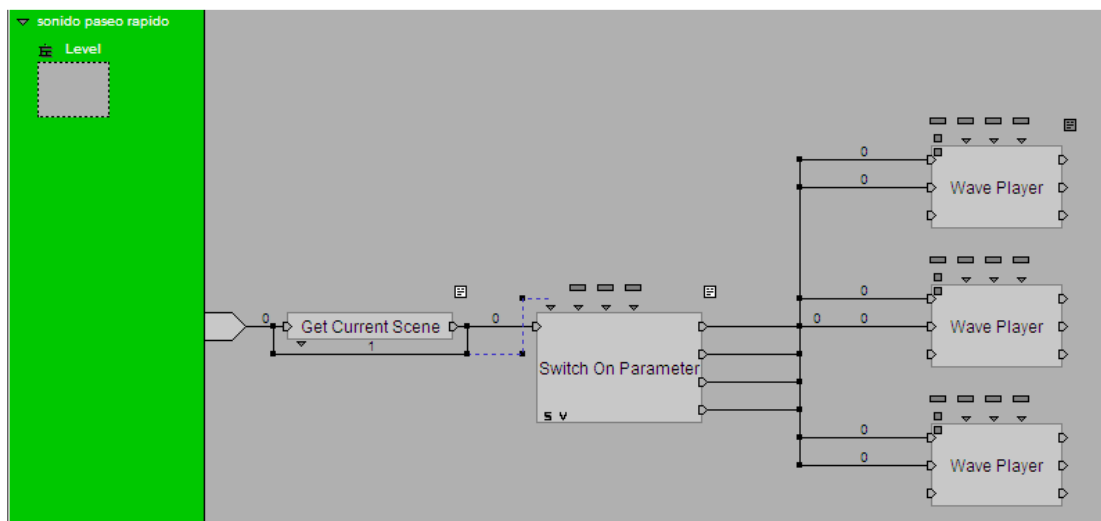 sonido paseo rapido
Level
0
0
Wave Player
0
0
0
Get Current Scene
1
0
Switch On Parameter
S V
0
0
Wave Player
0
0
Wave Player